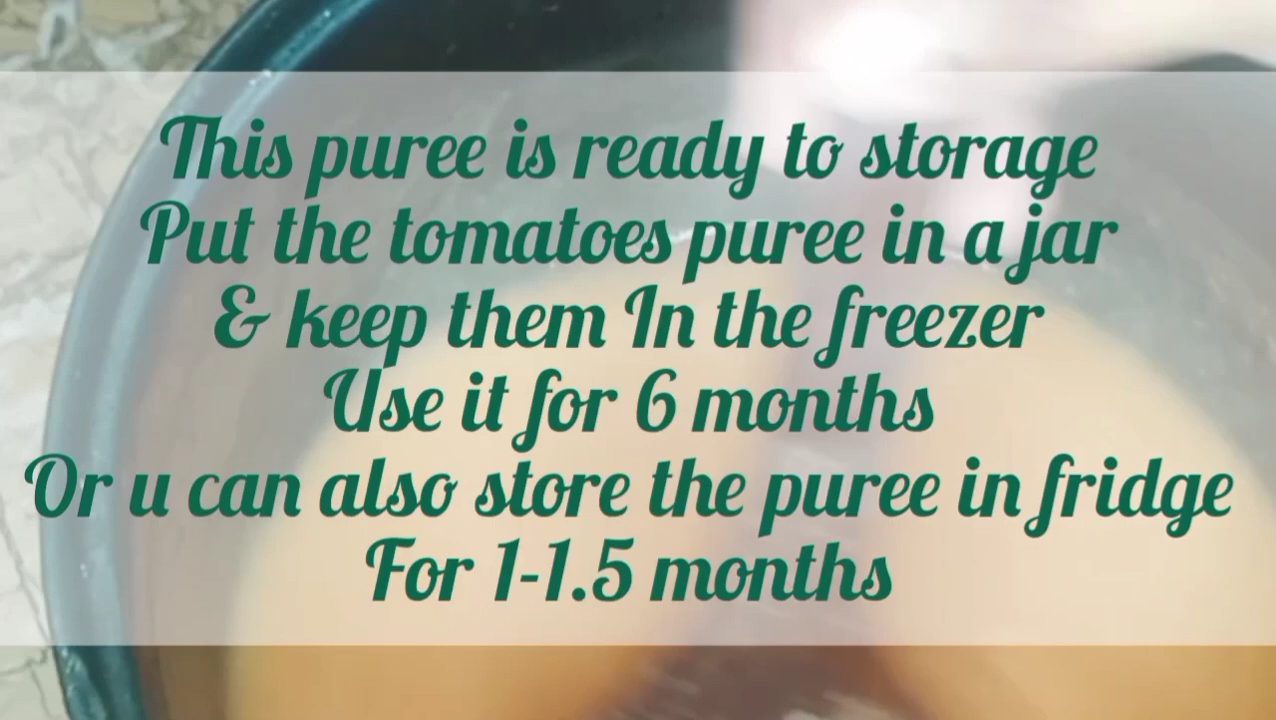 This puree is ready to storage
Put the tomatoes puree in a jar
& keep them In the freezer
Use it for 6 months
Or u can also store the puree in fridge
For 1-1.5 months